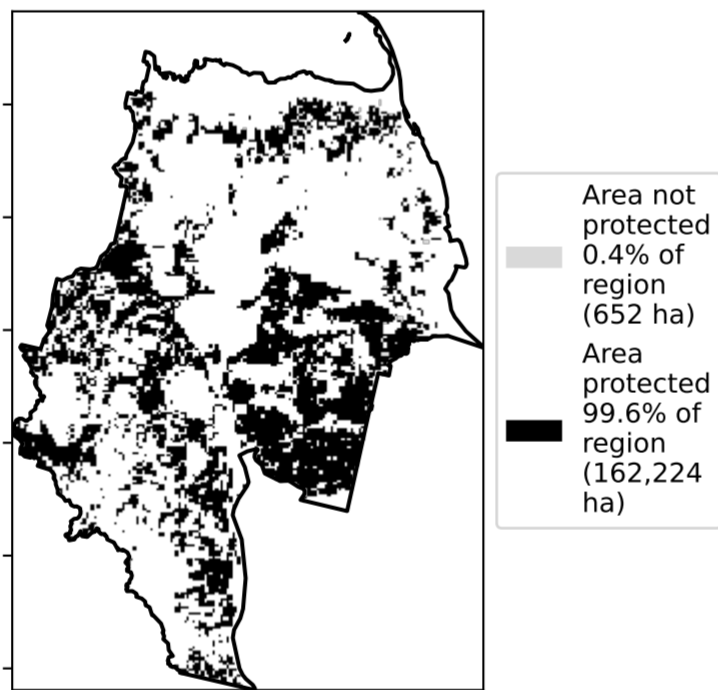 Area not
protected
0.4% of
region
(652 ha)
Area
protected
99.6% of
region
(162,224
ha)